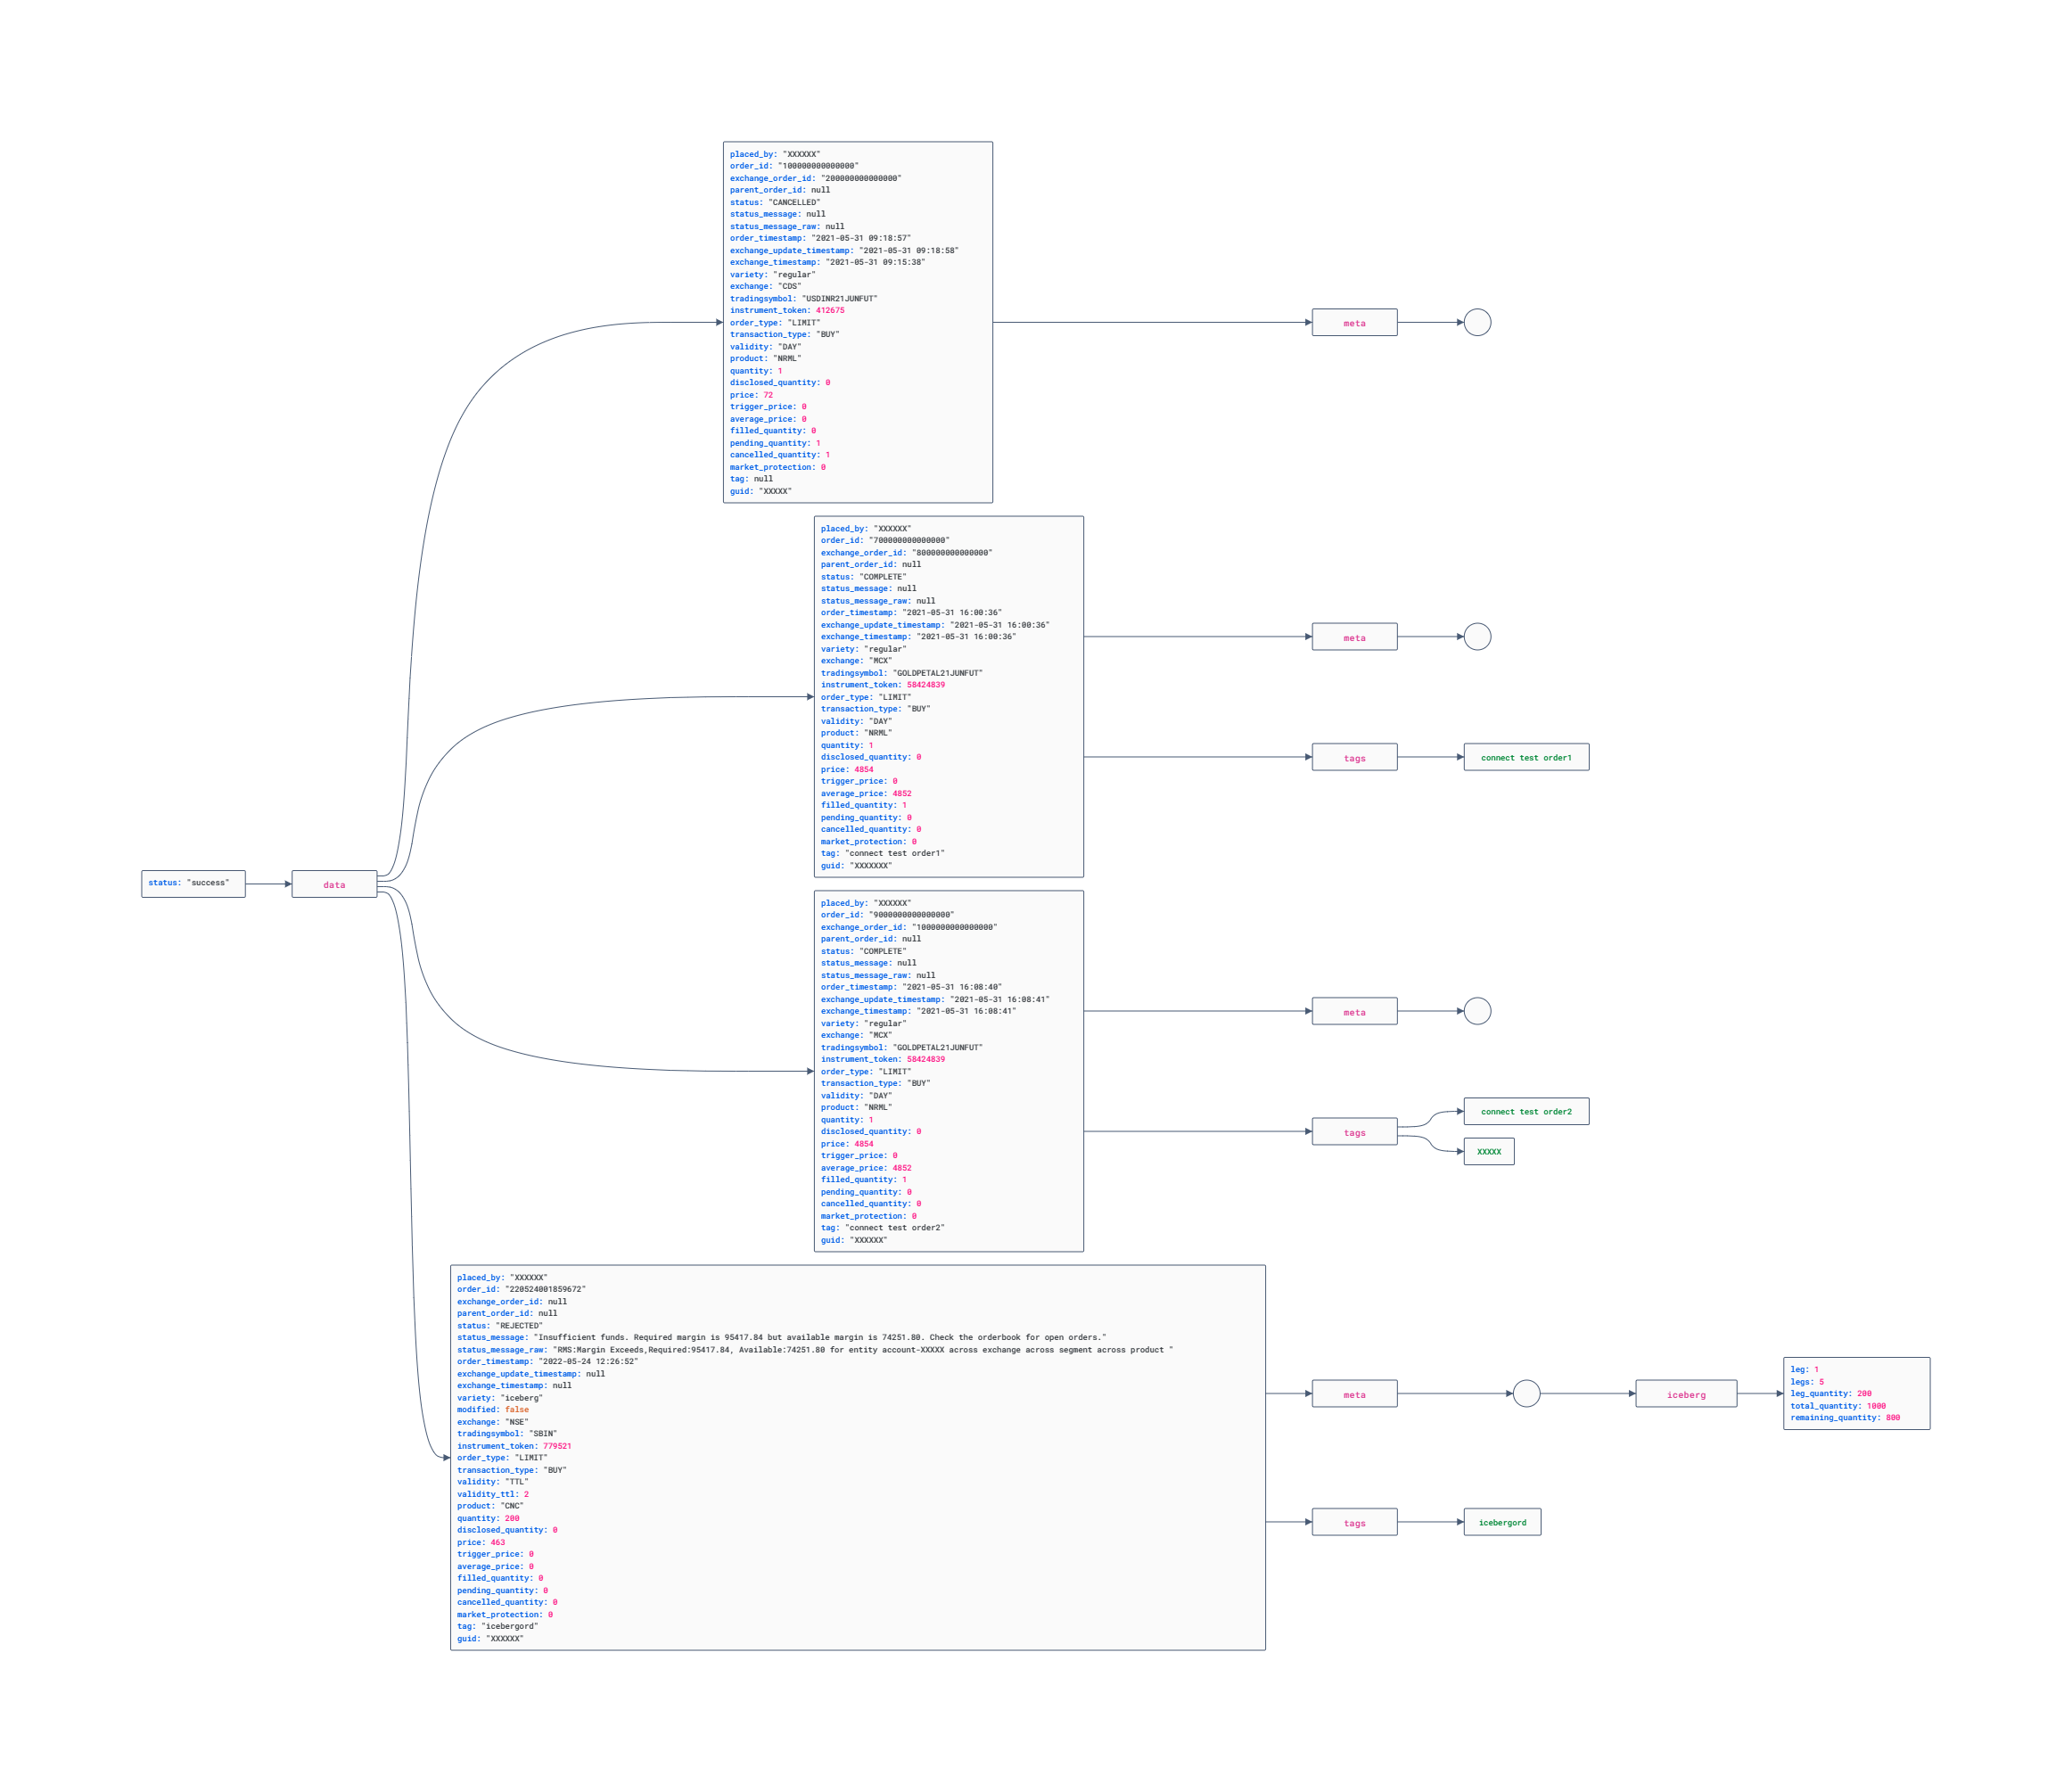 status: "success"
data
placed_by: "XXXXXX"
order_id: "100000000000000"
exchange_order_id: "200000000000000"
parent_order_id: null
status: "CANCELLED"
status_message: null
status_message_raw: null
order_timestamp: "2021-05-31 09:18:57"
exchange_update_timestamp: "2021-05-31 09:18:58"
exchange_timestamp: "2021-05-31 09:15:38"
variety: "regular"
exchange: "CDS"
tradingsymbol: "USDINR21JUNFUT"
instrument_token: 412675
order_type: "LIMIT"
transaction_type: "BUY"
validity: "DAY"
product: "NRML"
quantity: 1
disclosed_quantity: 0
price: 72
trigger_price: 0
average_price: 0
filled_quantity: 0
pending_quantity: 1
cancelled_quantity: 1
market_protection: 0
tag: null
guid: "XXXXX"
meta
placed_by: "XXXXXX"
order_id: "700000000000000"
exchange_order_id: "800000000000000"
parent_order_id: null
status: "COMPLETE"
status_message: null
status_message_raw: null
order_timestamp: "2021-05-31 16:00:36"
exchange_update_timestamp: "2021-05-31 16:00:36"
exchange_timestamp: "2021-05-31 16:00:36"
variety: "regular"
exchange: "MCX"
tradingsymbol: "GOLDPETAL21JUNFUT"
instrument_token: 58424839
order_type: "LIMIT"
transaction_type: "BUY"
validity: "DAY"
product: "NRML"
quantity: 1
disclosed_quantity: 0
price: 4854
trigger_price: 0
average_price: 4852
filled_quantity: 1
pending_quantity: 0
cancelled_quantity: 0
market_protection: 0
tag: "connect test order1"
guid: "XXXXXXX"
meta
tags
connect test order1
placed_by: "XXXXXX"
order_id: "9000000000000000"
exchange_order_id: "1000000000000000"
parent_order_id: null
status: "COMPLETE"
status_message: null
status_message_raw: null
order_timestamp: "2021-05-31 16:08:40"
exchange_update_timestamp: "2021-05-31 16:08:41"
exchange_timestamp: "2021-05-31 16:08:41"
variety: "regular"
exchange: "MCX"
tradingsymbol: "GOLDPETAL21JUNFUT"
instrument_token: 58424839
order_type: "LIMIT"
transaction_type: "BUY"
validity: "DAY"
product: "NRML"
quantity: 1
disclosed_quantity: 0
price: 4854
trigger_price: 0
average_price: 4852
filled_quantity: 1
pending_quantity: 0
cancelled_quantity: 0
market_protection: 0
tag: "connect test order2"
guid: "XXXXXX"
meta
tags
connect test order2
XXXXX
placed_by: "XXXXXX"
order_id: "220524001859672"
exchange_order_id: null
parent_order_id: null
status: "REJECTED"
status_message: "Insufficient funds. Required margin is 95417.84 but available margin is 74251.80. Check the orderbook for open orders."
status_message_raw: "RMS:Margin Exceeds,Required:95417.84, Available:74251.80 for entity account-XXXXX across exchange across segment across product "
order_timestamp: "2022-05-24 12:26:52"
exchange_update_timestamp: null
exchange_timestamp: null
variety: "iceberg"
modified: false
exchange: "NSE"
tradingsymbol: "SBIN"
instrument_token: 779521
order_type: "LIMIT"
transaction_type: "BUY"
validity: "TTL"
validity_ttl: 2
product: "CNC"
quantity: 200
disclosed_quantity: 0
price: 463
trigger_price: 0
average_price: 0
filled_quantity: 0
pending_quantity: 0
cancelled_quantity: 0
market_protection: 0
tag: "icebergord"
guid: "XXXXXX"
meta
iceberg
leg: 1
legs: 5
leg_quantity: 200
total_quantity: 1000
remaining_quantity: 800
tags
icebergord